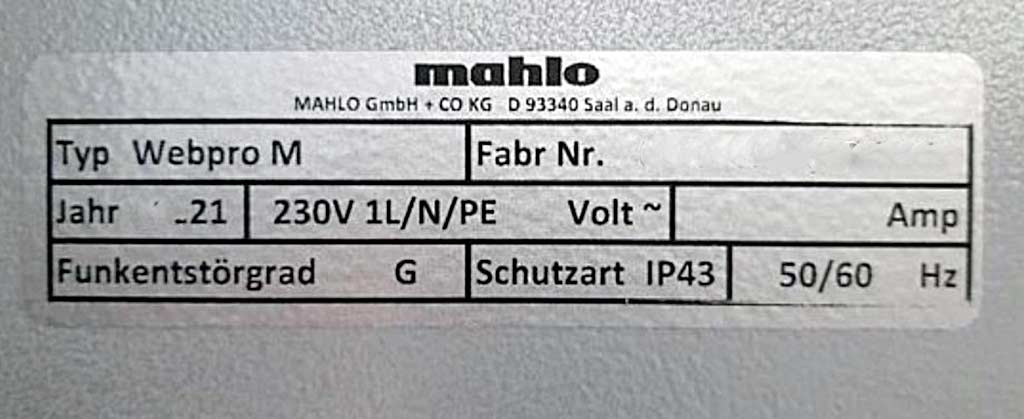 mahlo
MAHLO GmbH + CO KG D 93340 Saal a. d. Donau
Typ Webpro M Fabr Nr.
Jahr 21 230V 1L/N/PE Volt ~ Amp
Funkentstörgrad G Schutzart IP43 50/60 Hz